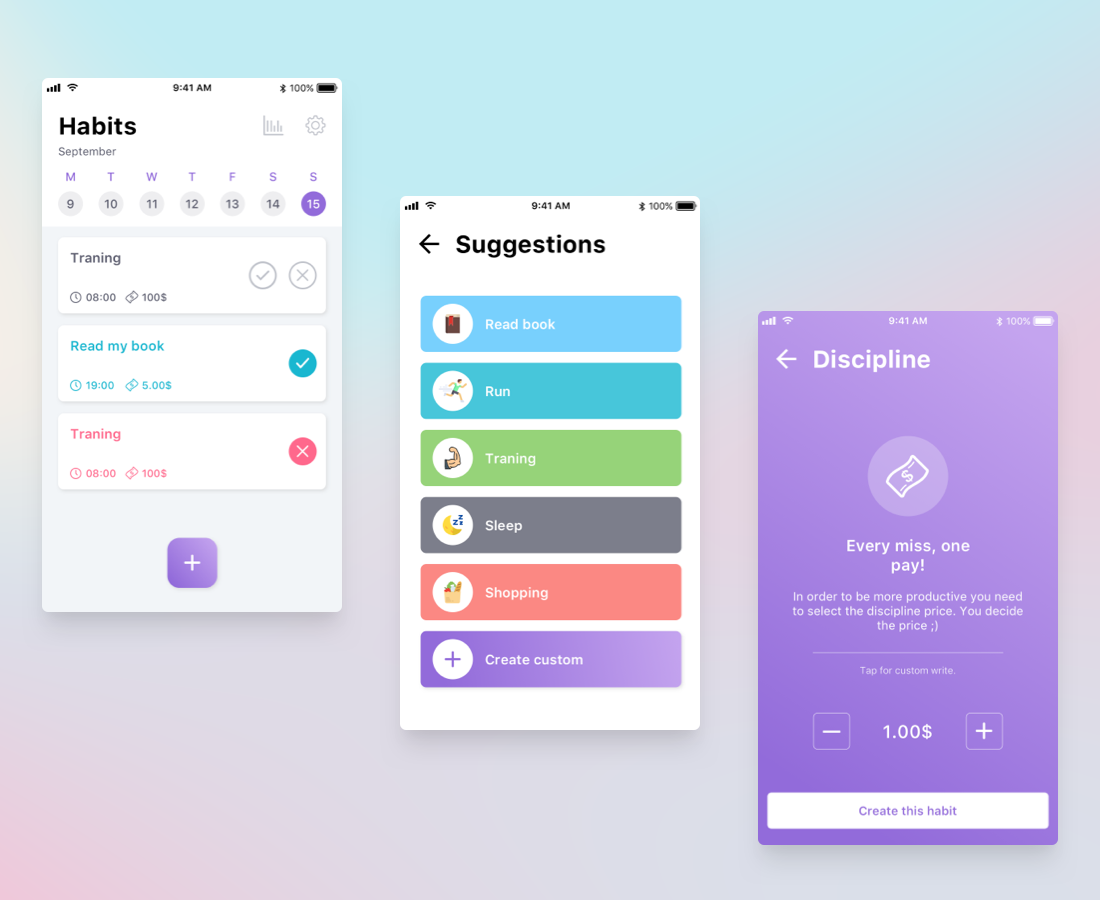 9:41 AM
100%
Habits
September
M T W T F S S
9 10 11 12 13 14 15
Traning
08:00 100$
Read my book
19:00 5.00$
Traning
08:00 100$
9:41 AM
100%
Suggestions
Read book
Run
Traning
Sleep
Shopping
Create custom
9:41 AM
100%
Discipline
Every miss, one
pay!
In order to be more productive you need
to select the discipline price. You decide
the price ;)
Tap for custom write.
1.00$
Create this habit